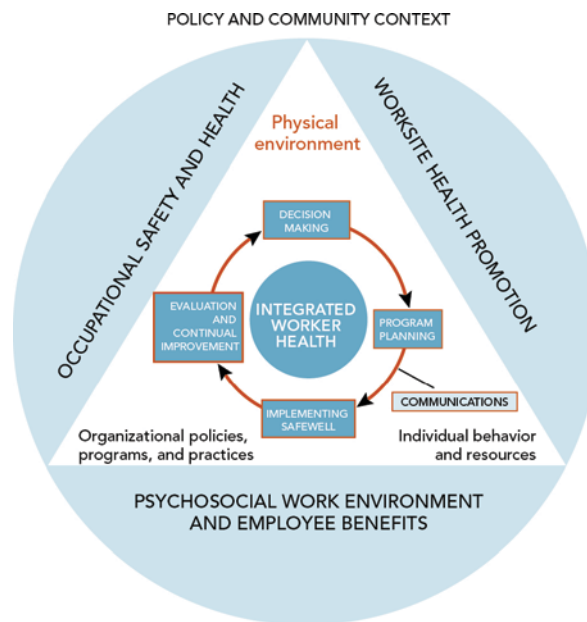 POLICY AND COMMUNITY CONTEXT
OCCUPATIONAL SAFETY AND HEALTH
WORKSITE HEALTH PROMOTION
Physical
environment
DECISION
MAKING
EVALUATION
AND
CONTINUAL
IMPROVEMENT
INTEGRATED
WORKER
HEALTH
PROGRAM
PLANNING
COMMUNICATIONS
IMPLEMENTING
SAFEWELL
Organizational policies,
programs, and practices
Individual behavior
and resources
PSYCHOSOCIAL WORK ENVIRONMENT
AND EMPLOYEE BENEFITS